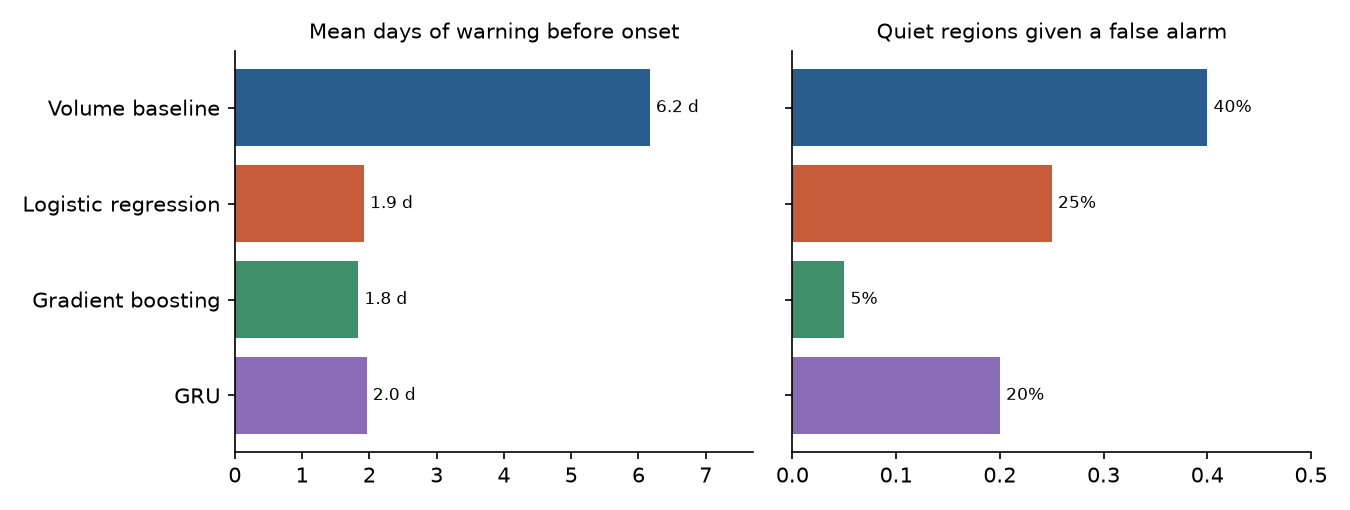 Mean days of warning before onset
Quiet regions given a false alarm
Volume baseline
6.2 d
40%
Logistic regression
1.9 d
25%
Gradient boosting
1.8 d
5%
GRU
2.0 d
20%
0 1 2 3 4 5 6 7
0.0 0.1 0.2 0.3 0.4 0.5